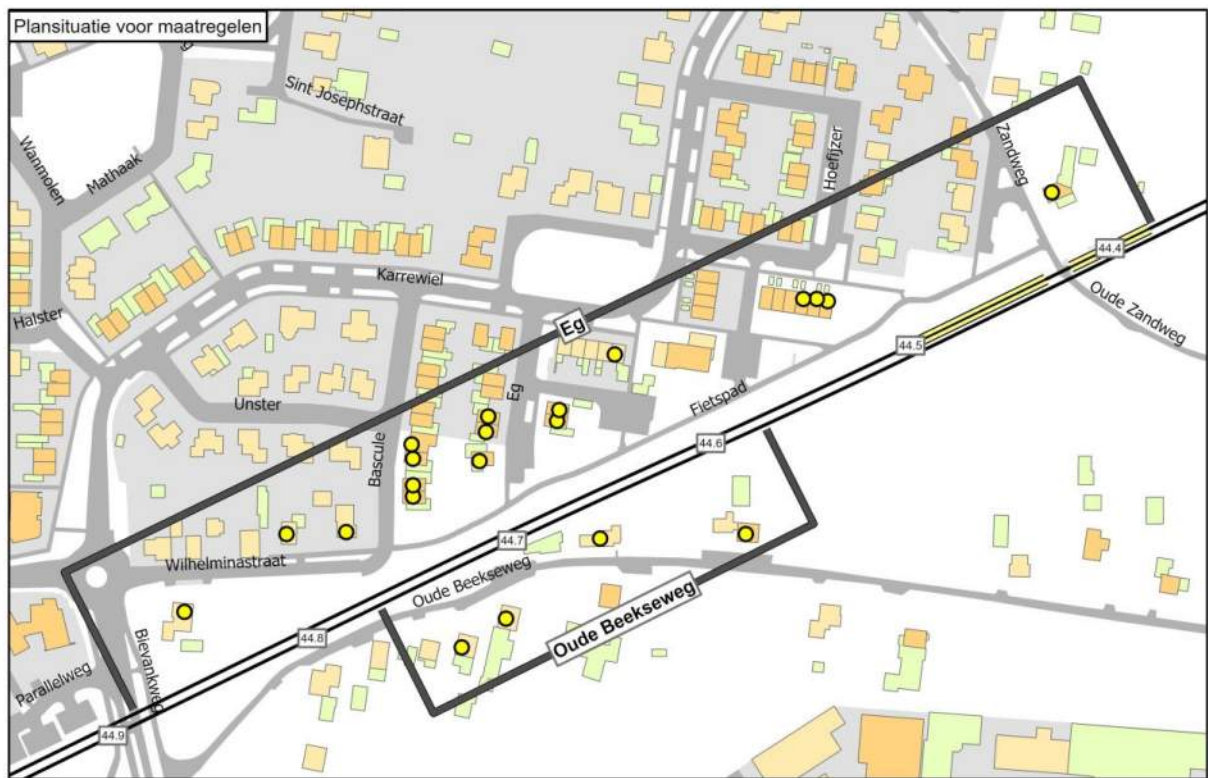 Plansituatie voor maatregelen
Sint Josephstraat
Wanmolen
Mathaak
Hoefijzer
Zandweg
Karrewiel
44.4
Halster
Eg
Oude Zandweg
44.5
Unster
Eg
Fietspad
Bascule
44.6
Wilhelminastraat
44.7
Oude Beekseweg
Oude Beekseweg
44.8
Bievankweg
Parallelweg
44.9